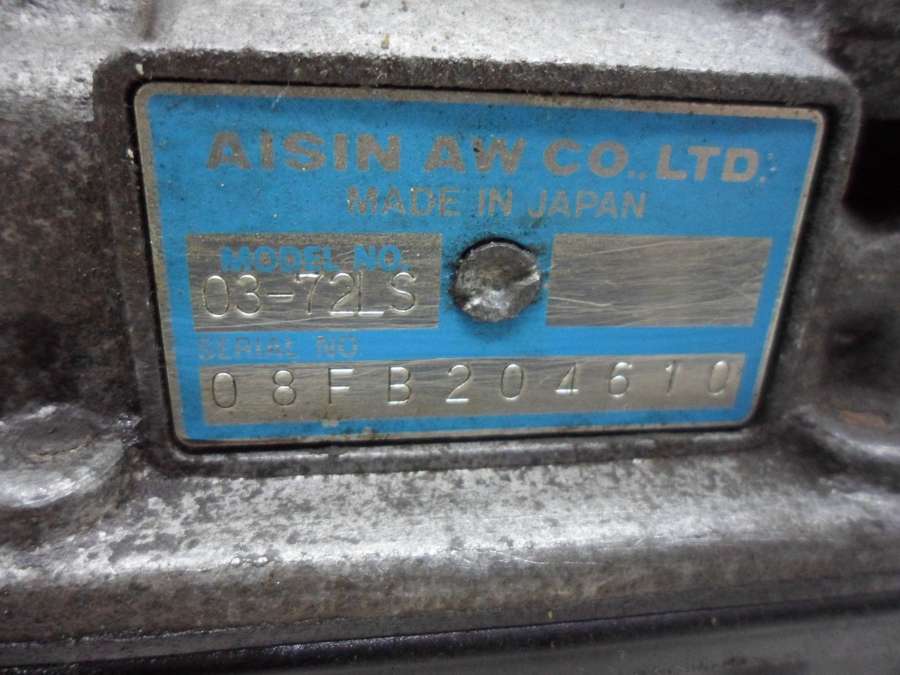 AISIN AW CO., LTD.
MADE IN JAPAN
MODEL NO.
03-72LS
SERIAL NO.
08FB204610